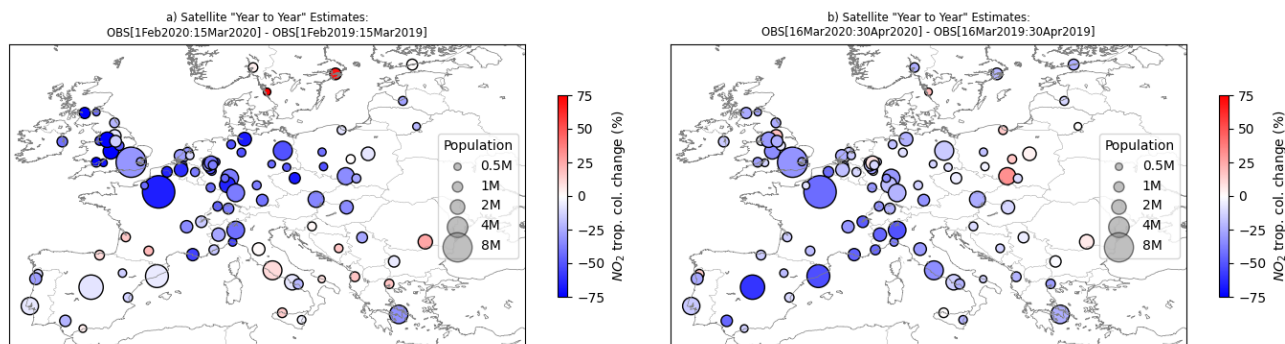 a) Satellite "Year to Year" Estimates:
OBS[1Feb2020:15Mar2020] - OBS[1Feb2019:15Mar2019]
Population
0.5M
1M
2M
4M
8M
75
50
25
0
−25
−50
−75
NO2 trop. col. change (%)
b) Satellite "Year to Year" Estimates:
OBS[16Mar2020:30Apr2020] - OBS[16Mar2019:30Apr2019]
Population
0.5M
1M
2M
4M
8M
75
50
25
0
−25
−50
−75
NO2 trop. col. change (%)